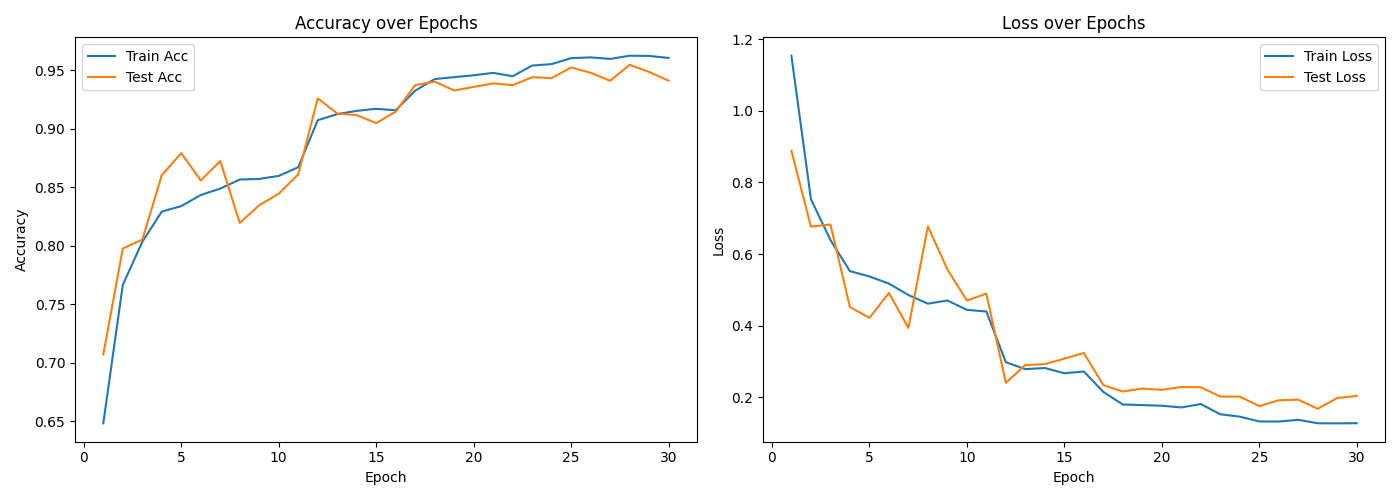 Accuracy over Epochs
Train Acc
Test Acc
0.95
0.90
0.85
0.80
0.75
0.70
0.65
Accuracy
0
5
10
15
20
25
30
Epoch
Loss over Epochs
Train Loss
Test Loss
1.2
1.0
0.8
0.6
0.4
0.2
Loss
0
5
10
15
20
25
30
Epoch